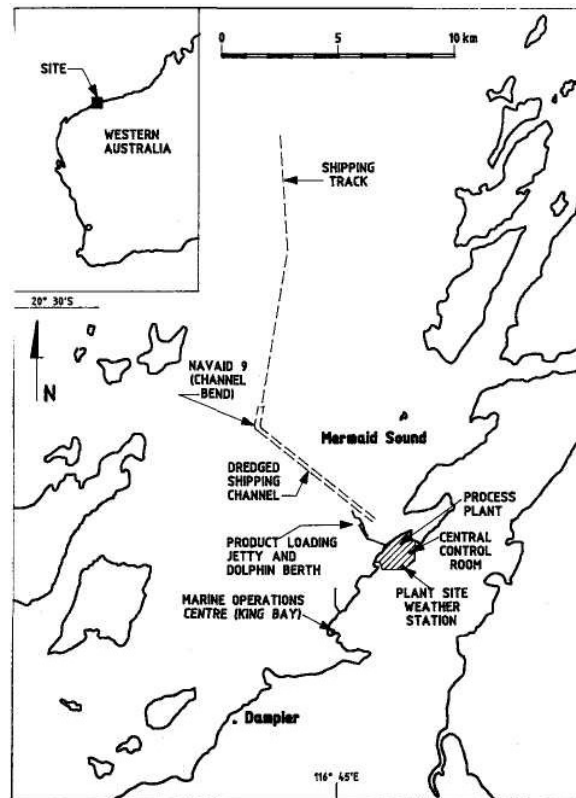 SITE
WESTERN
AUSTRALIA
0 5 10 km
SHIPPING
TRACK
20° 30'S
N
NAVAID 9
(CHANNEL
BEND)
Mermaid Sound
DREDGED
SHIPPING
CHANNEL
PROCESS
PLANT
CENTRAL
CONTROL
ROOM
PRODUCT LOADING
JETTY AND
DOLPHIN BERTH
PLANT SITE
WEATHER
STATION
MARINE OPERATIONS
CENTRE (KING BAY)
Dampier
116° 45'E